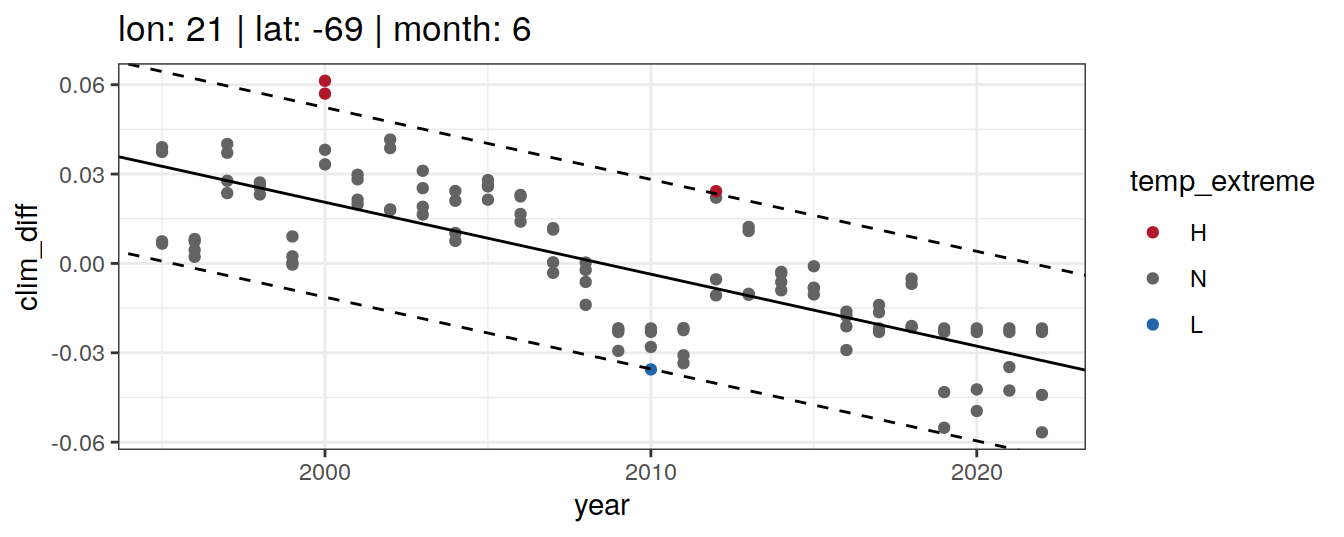 lon: 21 | lat: -69 | month: 6
clim_diff
0.06
0.03
0.00
-0.03
-0.06
2000
2010
2020
year
temp_extreme
H
N
L